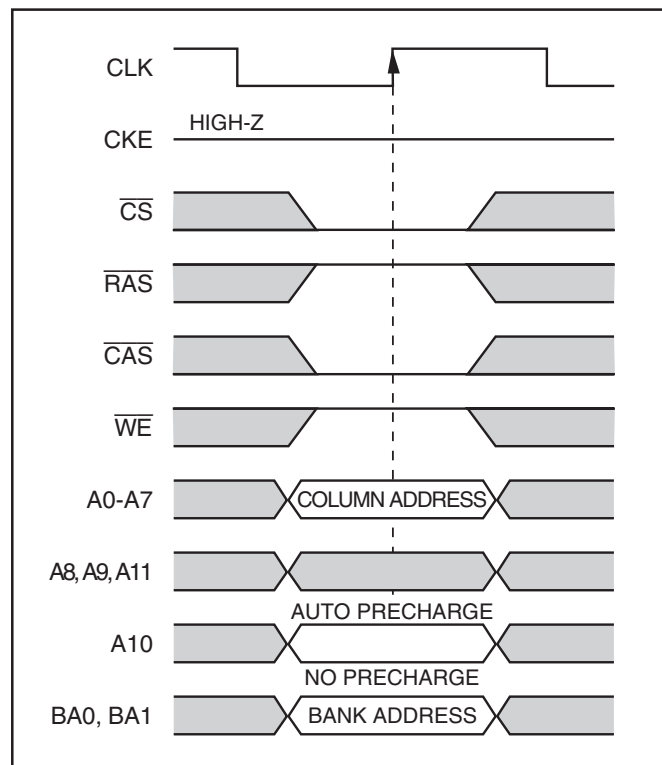 CLK
CKE HIGH-Z
CS
RAS
CAS
WE
A0-A7 COLUMN ADDRESS
A8, A9, A11
AUTO PRECHARGE
A10
NO PRECHARGE
BA0, BA1 BANK ADDRESS